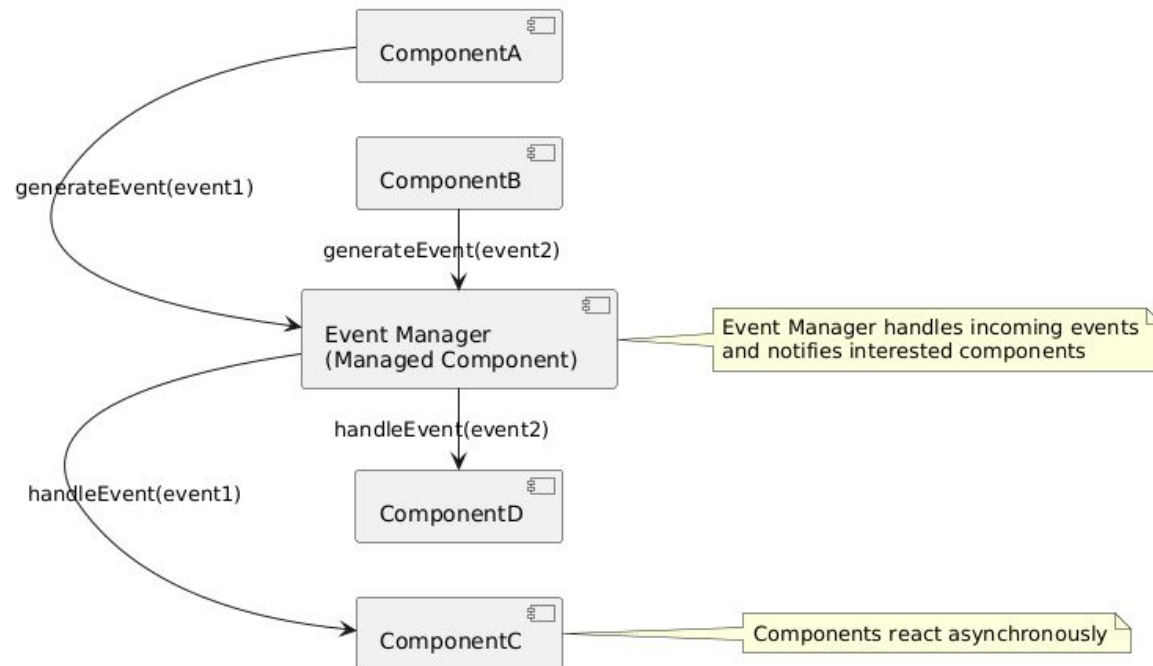 ComponentA
ComponentB
generateEvent(event1)
generateEvent(event2)
Event Manager
(Managed Component)
Event Manager handles incoming events
and notifies interested components
handleEvent(event2)
handleEvent(event1)
ComponentD
ComponentC
Components react asynchronously